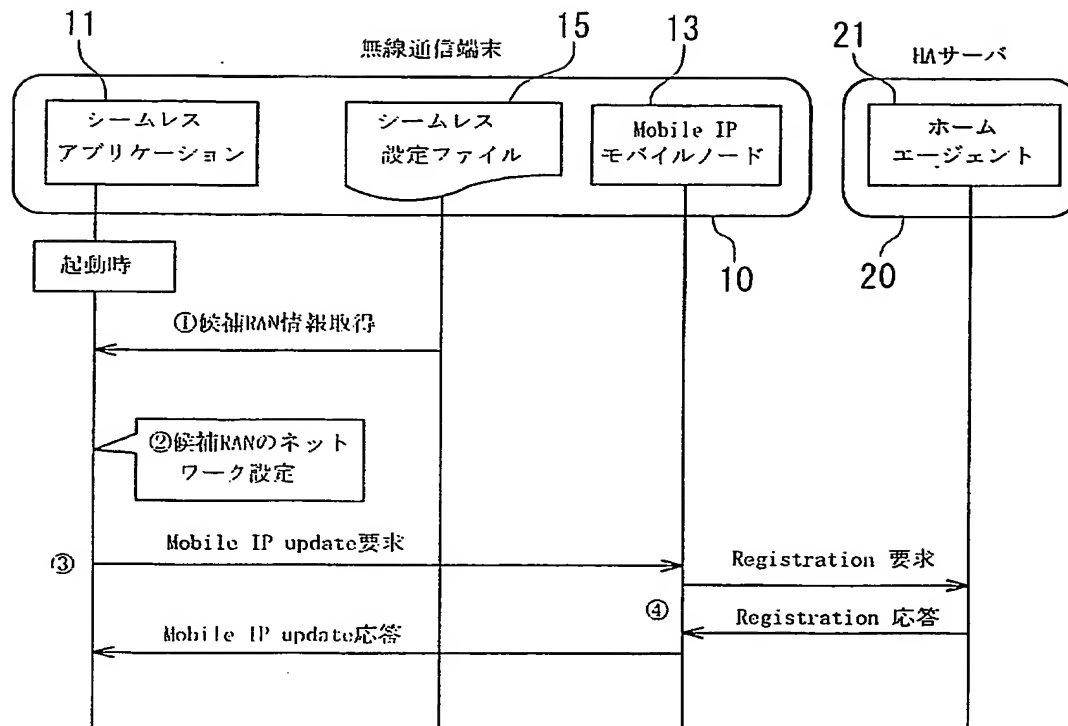 11
無線通信端末
15
13
21
HAサーバ
シームレス
アプリケーション
シームレス
設定ファイル
Mobile IP
モバイルノード
ホーム
エージェント
起動時
10
20
①候補RAN情報取得
②候補RANのネット
ワーク設定
③
Mobile IP update要求
Registration 要求
④
Registration 応答
Mobile IP update応答